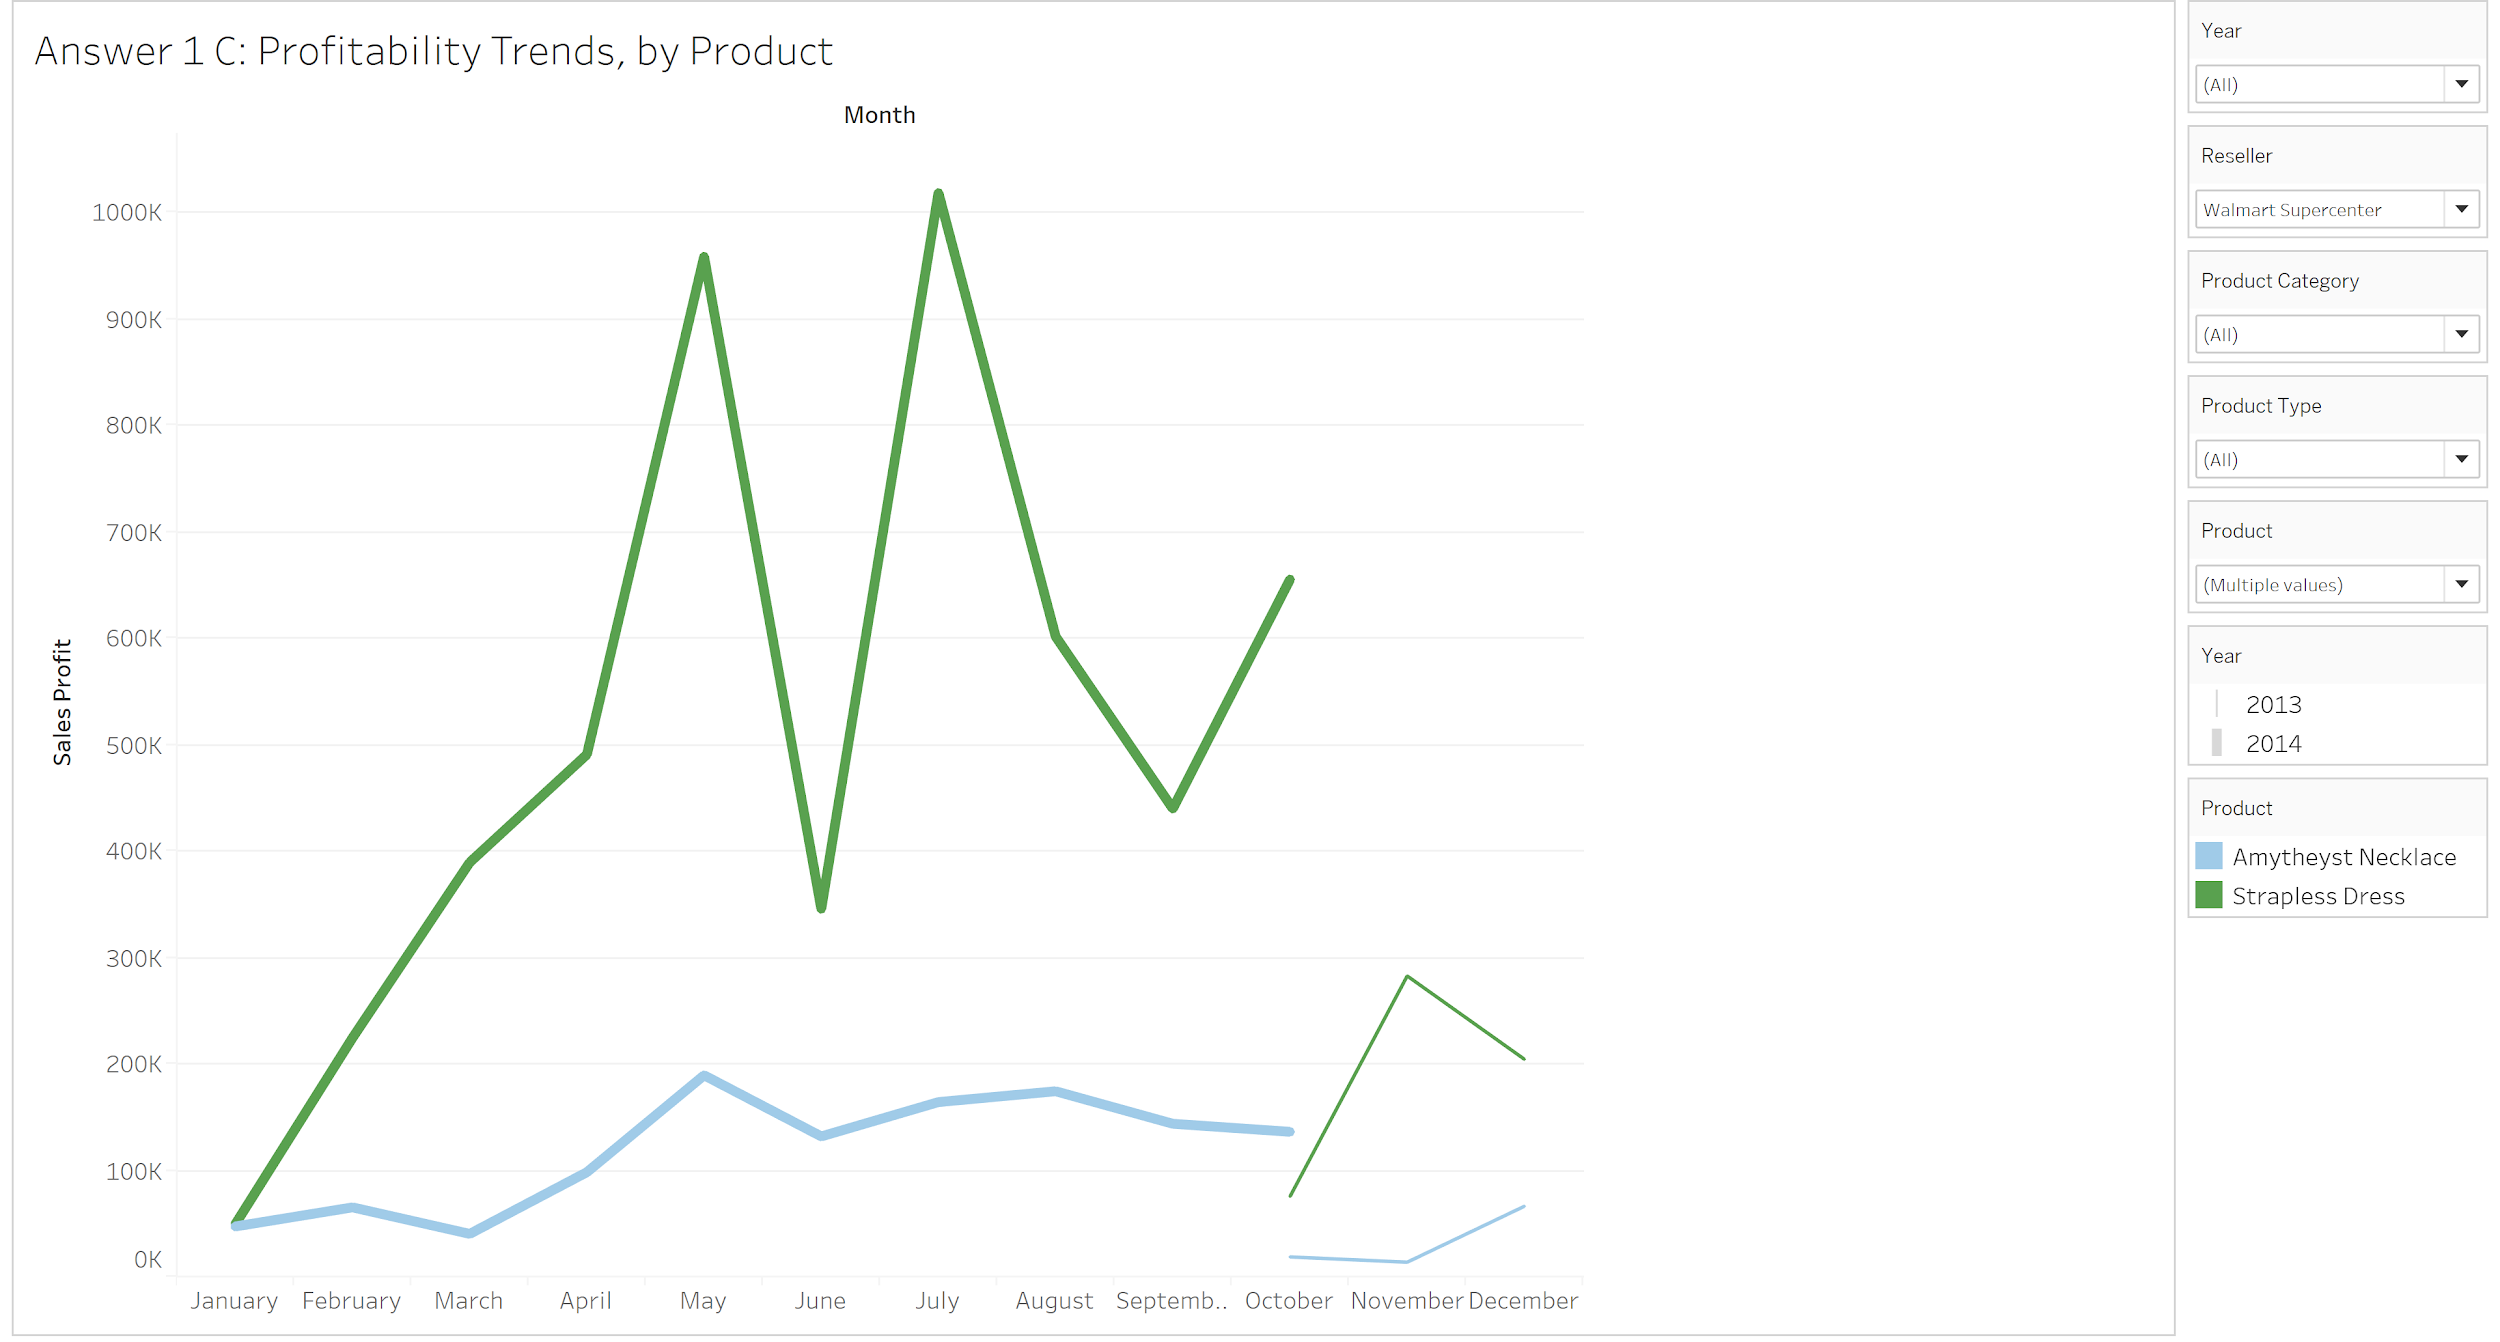 Answer 1 C: Profitability Trends, by Product
Month
1000K
900K
800K
700K
600K
500K
400K
300K
200K
100K
0K
Sales Profit
January February March April May June July August Septemb.. October November December
Year
(All)
Reseller
Walmart Supercenter
Product Category
(All)
Product Type
(All)
Product
(Multiple values)
Year
2013
2014
Product
Amytheyst Necklace
Strapless Dress